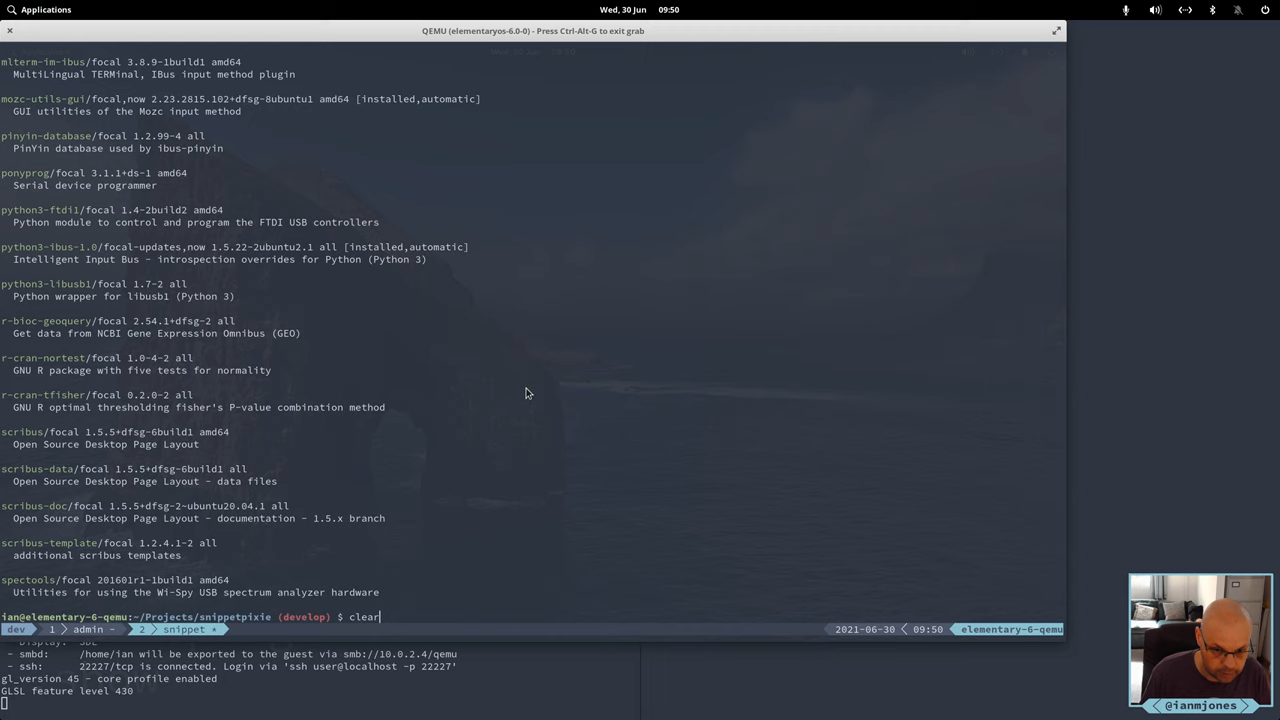 Applications
Wed, 30 Jun 09:50
QEMU (elementaryos-6.0-0) - Press Ctrl-Alt-G to exit grab
mlterm-im-ibus/focal 3.8.9-1build1 amd64
MultiLingual TERMinal, IBus input method plugin
mozc-utils-gui/focal,now 2.23.2815.102+dfsg-8ubuntu1 amd64 [installed,automatic]
GUI utilities of the Mozc input method
pinyin-database/focal 1.2.99-4 all
PinYin database used by ibus-pinyin
ponyprog/focal 3.1.1+ds-1 amd64
Serial device programmer
python3-ftdi1/focal 1.4-2build2 amd64
Python module to control and program the FTDI USB controllers
python3-ibus-1.0/focal-updates,now 1.5.22-2ubuntu2.1 all [installed,automatic]
Intelligent Input Bus - introspection overrides for Python (Python 3)
python3-libusb1/focal 1.7-2 all
Python wrapper for libusb1 (Python 3)
r-bioc-geoquery/focal 2.54.1+dfsg-2 all
Get data from NCBI Gene Expression Omnibus (GEO)
r-cran-nortest/focal 1.0-4-2 all
GNU R package with five tests for normality
r-cran-tfisher/focal 0.2.0-2 all
GNU R optimal thresholding fisher's P-value combination method
scribus/focal 1.5.5+dfsg-6build1 amd64
Open Source Desktop Page Layout
scribus-data/focal 1.5.5+dfsg-6build1 all
Open Source Desktop Page Layout - data files
scribus-doc/focal 1.5.5+dfsg-2~ubuntu20.04.1 all
Open Source Desktop Page Layout - documentation - 1.5.x branch
scribus-template/focal 1.2.4.1-2 all
additional scribus templates
spectools/focal 201601r1-1build1 amd64
Utilities for using the Wi-Spy USB spectrum analyzer hardware
ian@elementary-6-qemu:~/Projects/snippetpixie (develop) $ clear
dev 1 admin - 2 snippet * 2021-06-30 09:50 elementary-6-qemu
- Display: SDL
- smbd: /home/ian will be exported to the guest via smb://10.0.2.4/qemu
- ssh: 22227/tcp is connected. Login via 'ssh user@localhost -p 22227'
gl_version 45 - core profile enabled
GLSL feature level 430
@ianmjones